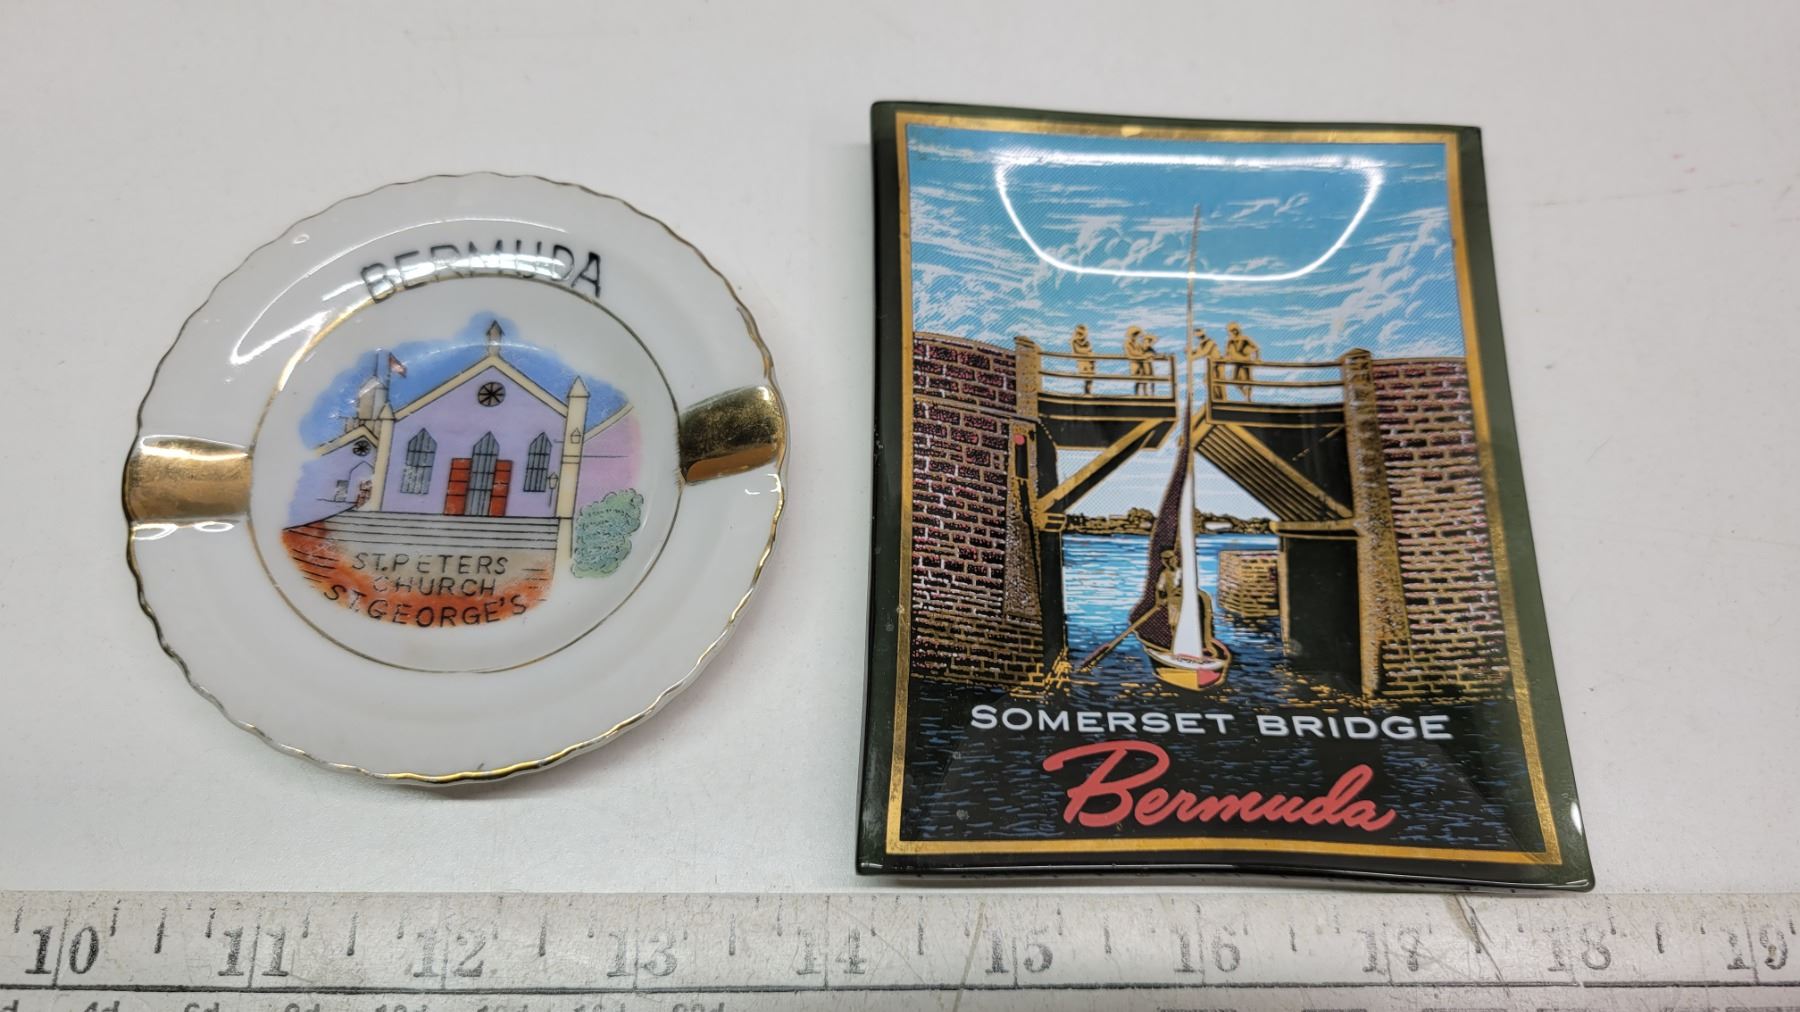 BERMUDA
ST.PETERS
CHURCH
ST.GEORGE'S
SOMERSET BRIDGE
Bermuda
10 11 12 13 14 15 16 17 18 19